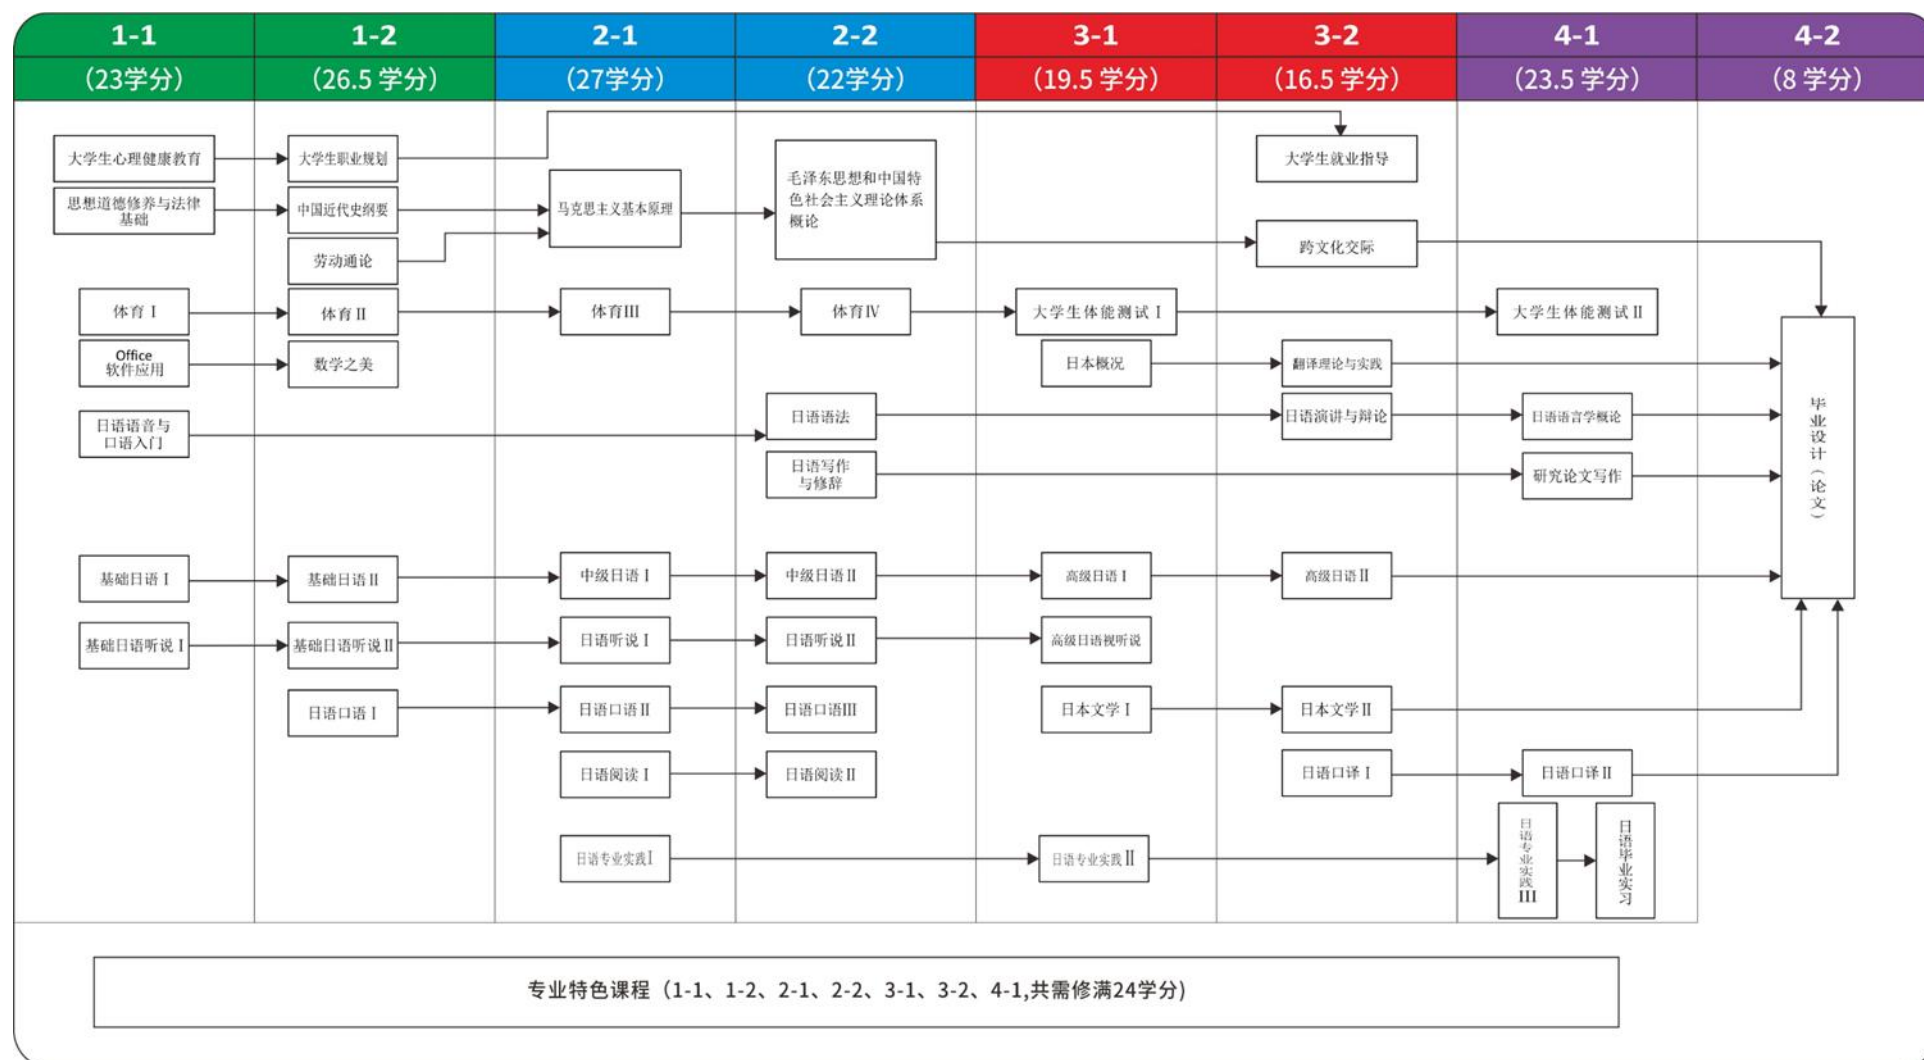 1-1
1-2
2-1
2-2
3-1
3-2
4-1
4-2
（23学分）
（26.5 学分）
（27学分）
（22学分）
（19.5 学分）
（16.5 学分）
（23.5 学分）
（8 学分）
大学生心理健康教育
大学生职业规划
大学生就业指导
思想道德修养与法律
基础
中国近代史纲要
马克思主义基本原理
毛泽东思想和中国特
色社会主义理论体系
概论
劳动通论
跨文化交际
体育 I
体育 II
体育III
体育IV
大学生体能测试 I
大学生体能测试 II
Office
软件应用
数学之美
日本概况
翻译理论与实践
日语语音与
口语入门
日语语法
日语演讲与辩论
日语语言学概论
日语写作
与修辞
研究论文写作
毕业设计（论文）
基础日语 I
基础日语 II
中级日语 I
中级日语 II
高级日语 I
高级日语 II
基础日语听说 I
基础日语听说 II
日语听说 I
日语听说 II
高级日语视听说
日语口语 I
日语口语 II
日语口语III
日本文学 I
日本文学 II
日语阅读 I
日语阅读 II
日语口译 I
日语口译 II
日语专业实践 I
日语专业实践 II
日语专业实践III
日语毕业实习
专业特色课程（1-1、1-2、2-1、2-2、3-1、3-2、4-1,共需修满24学分)